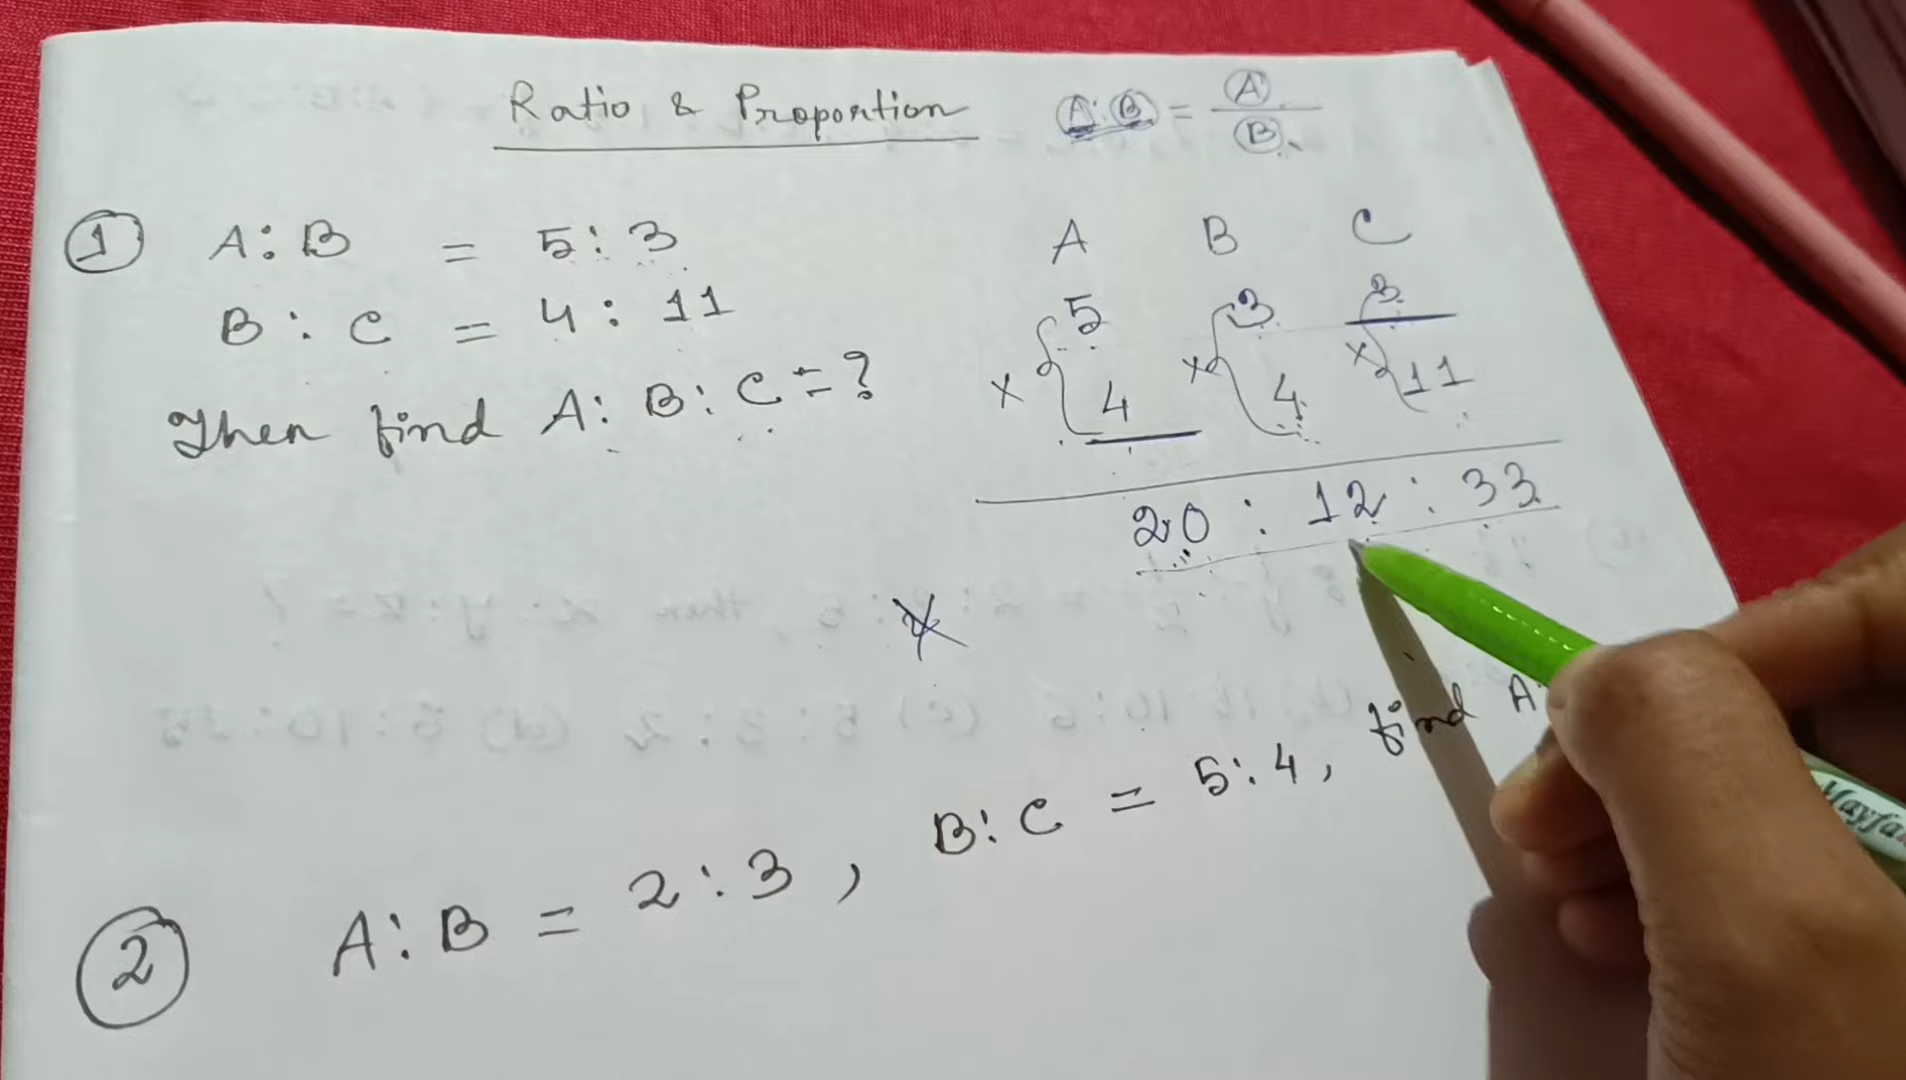 Ratio & Proportion
A:B = A/B
1 A:B = 5:3
B:C = 4:11
Then find A:B:C=?
A B C
5 3 3
× 4 × 4 × 11
20 : 12 : 33
2 A:B = 2:3, B:C = 5:4, find A